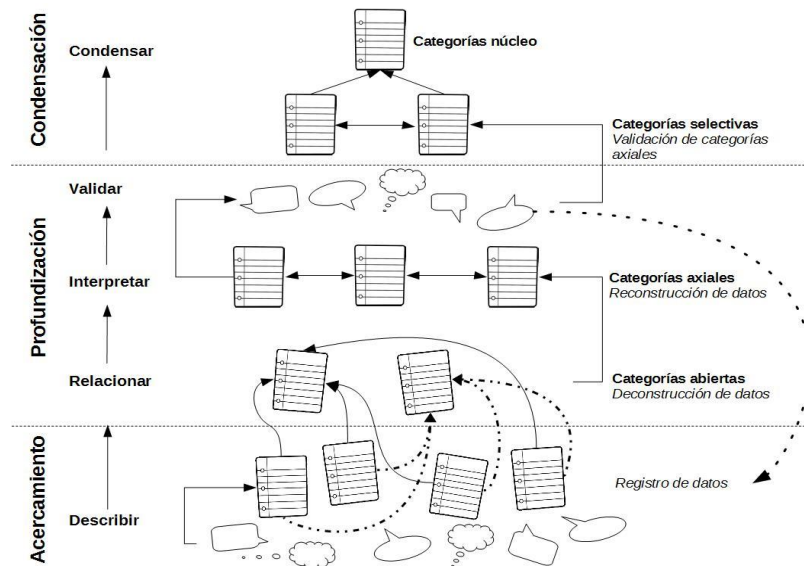 Condensación
Condensar
Categorías núcleo
Categorías selectivas
Validación de categorías
axiales
Profundización
Validar
Interpretar
Categorías axiales
Reconstrucción de datos
Relacionar
Categorías abiertas
Deconstrucción de datos
Acercamiento
Registro de datos
Describir